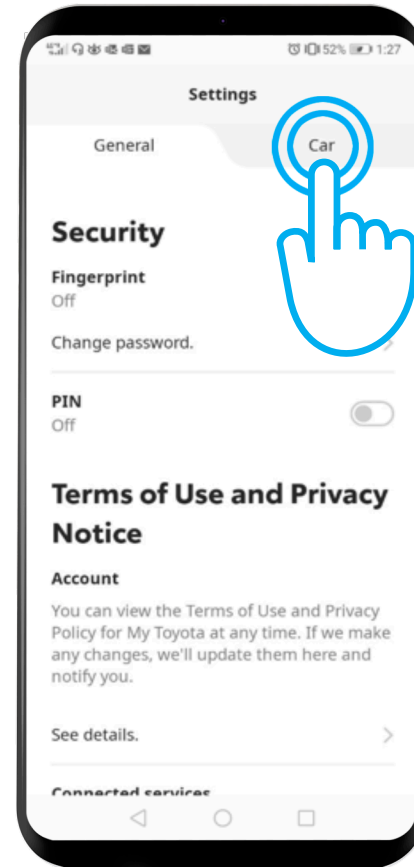 52% 1:27
Settings
General
Car
Security
Fingerprint
Off
Change password.
PIN
Off
Terms of Use and Privacy
Notice
Account
You can view the Terms of Use and Privacy
Policy for My Toyota at any time. If we make
any changes, we'll update them here and
notify you.
See details.
Connected services